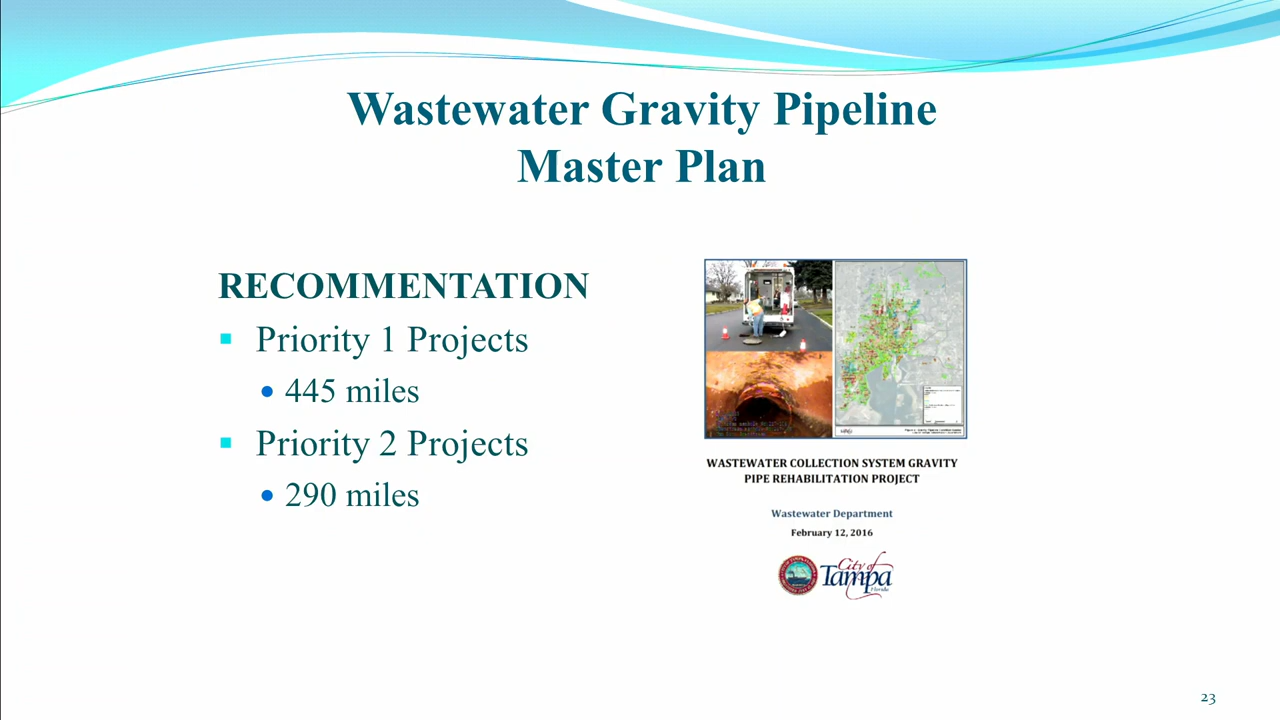 Wastewater Gravity Pipeline
Master Plan
RECOMMENTATION
Priority 1 Projects
445 miles
Priority 2 Projects
290 miles
WASTEWATER COLLECTION SYSTEM GRAVITY
PIPE REHABILITATION PROJECT
Wastewater Department
February 12, 2016
City of
Tampa
Florida
23